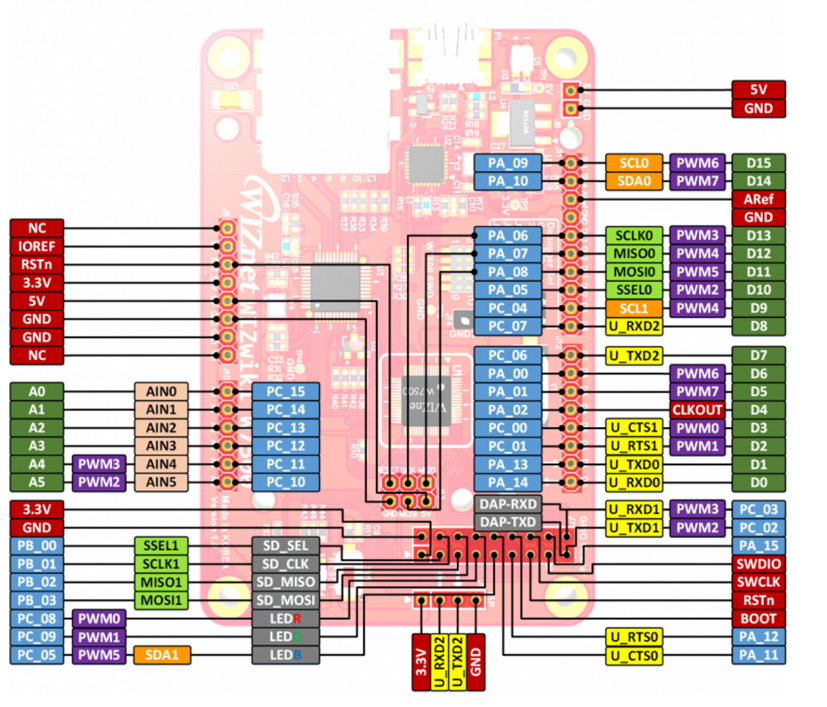 5V
GND
PA_09 SCL0 PWM6 D15
PA_10 SDA0 PWM7 D14
ARef
GND
PA_06 SCLK0 PWM3 D13
PA_07 MISO0 PWM4 D12
PA_08 MOSI0 PWM5 D11
PA_05 SSEL0 PWM2 D10
PC_04 SCL1 PWM4 D9
PC_07 U_RXD2 D8
NC
IOREF
RSTn
3.3V
5V
GND
GND
NC
WIZnet WIZwiki W7500
WIZnet
W7500
PC_06 U_TXD2 D7
PA_00 PWM6 D6
PA_01 PWM7 D5
PA_02 CLKOUT D4
PC_00 U_CTS1 PWM0 D3
PC_01 U_RTS1 PWM1 D2
PA_13 U_TXD0 D1
PA_14 U_RXD0 D0
A0 AIN0 PC_15
A1 AIN1 PC_14
A2 AIN2 PC_13
A3 AIN3 PC_12
A4 PWM3 AIN4 PC_11
A5 PWM2 AIN5 PC_10
GND MOSI 5V
DAP-RXD U_RXD1 PWM3 PC_03
DAP-TXD U_TXD1 PWM2 PC_02
PA_15
SWDIO
SWCLK
RSTn
BOOT
U_RTS0 PA_12
U_CTS0 PA_11
3.3V
GND
PB_00 SSEL1 SD_SEL
PB_01 SCLK1 SD_CLK
PB_02 MISO1 SD_MISO
PB_03 MOSI1 SD_MOSI
PC_08 PWM0 LEDR
PC_09 PWM1 LEDG
PC_05 PWM5 SDA1 LEDB
3.3V
U_RXD2
U_TXD2
GND